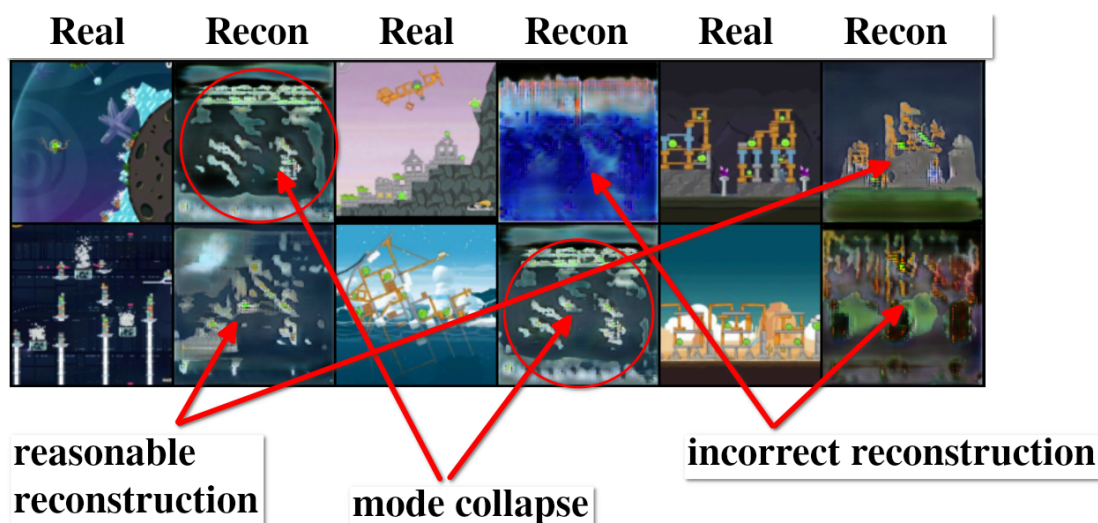 Real Recon Real Recon Real Recon
reasonable
reconstruction
mode collapse
incorrect reconstruction